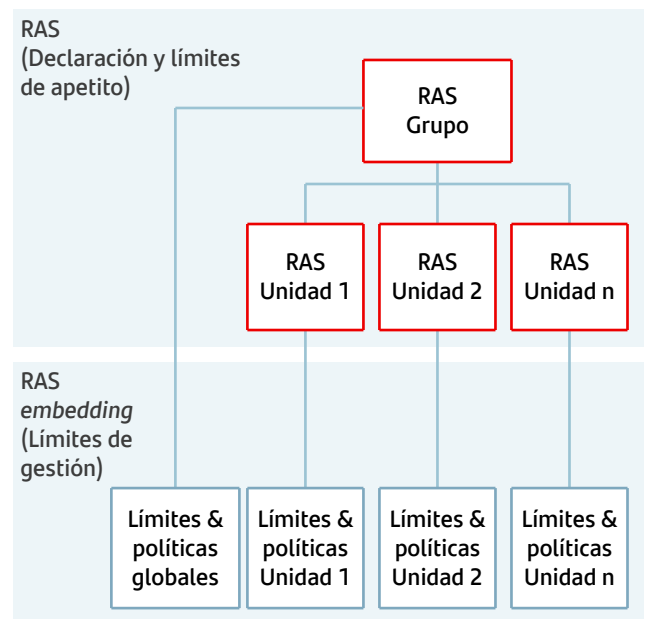 RAS
(Declaración y límites
de apetito)
RAS
Grupo
RAS
Unidad 1
RAS
Unidad 2
RAS
Unidad n
RAS
embedding
(Límites de
gestión)
Límites &
políticas
globales
Límites &
políticas
Unidad 1
Límites &
políticas
Unidad 2
Límites &
políticas
Unidad n